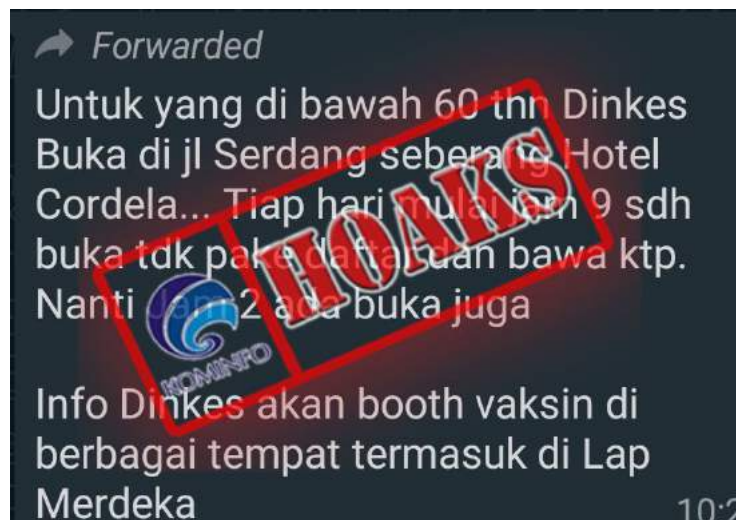 Forwarded
Untuk yang di bawah 60 thn Dinkes
Buka di jl Serdang seberang Hotel
Cordela... Tiap hari mulai jam 9 sdh
buka tdk pake daftar dan bawa ktp.
Nanti Jam 2 ada buka juga
HOAKS
KOMINFO
Info Dinkes akan booth vaksin di
berbagai tempat termasuk di Lap
Merdeka